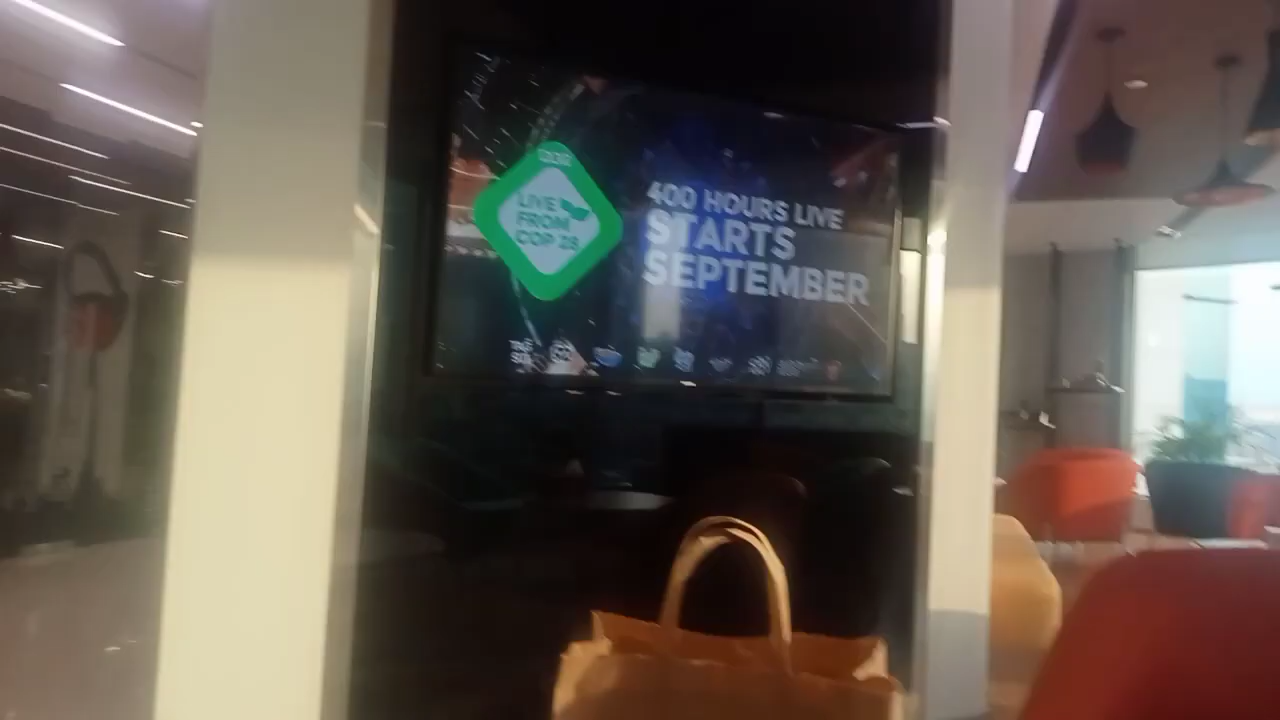 LIVE
FROM
COP 28
400 HOURS LIVE
STARTS
SEPTEMBER